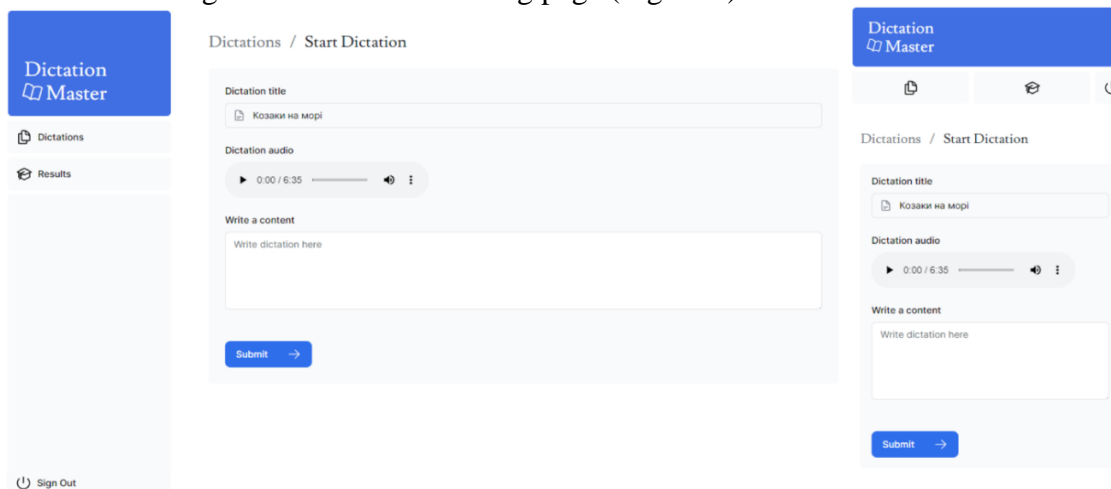 Dictation
Master
Dictations
Results
Sign Out
Dictations / Start Dictation
Dictation title
Козаки на морі
Dictation audio
0:00 / 6:35
Write a content
Write dictation here
Submit →
Dictation
Master
Dictations / Start Dictation
Dictation title
Козаки на морі
Dictation audio
0:00 / 6:35
Write a content
Write dictation here
Submit →